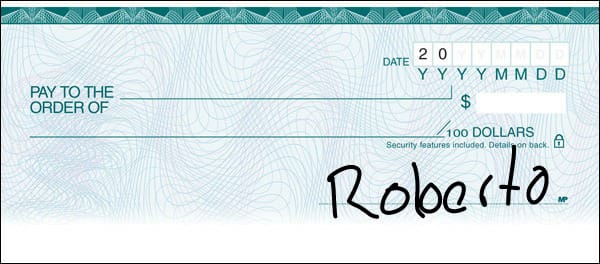 DATE 2 0 Y Y M M D D
Y Y Y Y M M D D
PAY TO THE
ORDER OF $
100 DOLLARS
Security features included. Details on back.
Roberto
MP